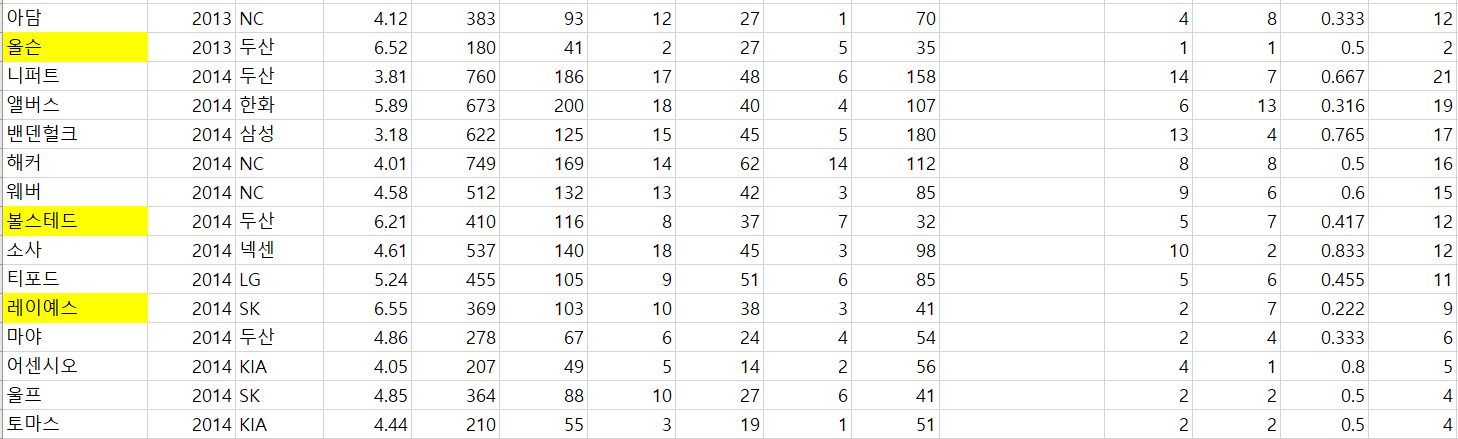 아담 2013 NC 4.12 383 93 12 27 1 70 4 8 0.333 12
올슨 2013 두산 6.52 180 41 2 27 5 35 1 1 0.5 2
니퍼트 2014 두산 3.81 760 186 17 48 6 158 14 7 0.667 21
앨버스 2014 한화 5.89 673 200 18 40 4 107 6 13 0.316 19
밴덴헐크 2014 삼성 3.18 622 125 15 45 5 180 13 4 0.765 17
해커 2014 NC 4.01 749 169 14 62 14 112 8 8 0.5 16
웨버 2014 NC 4.58 512 132 13 42 3 85 9 6 0.6 15
볼스테드 2014 두산 6.21 410 116 8 37 7 32 5 7 0.417 12
소사 2014 넥센 4.61 537 140 18 45 3 98 10 2 0.833 12
티포드 2014 LG 5.24 455 105 9 51 6 85 5 6 0.455 11
레이예스 2014 SK 6.55 369 103 10 38 3 41 2 7 0.222 9
마야 2014 두산 4.86 278 67 6 24 4 54 2 4 0.333 6
어센시오 2014 KIA 4.05 207 49 5 14 2 56 4 1 0.8 5
울프 2014 SK 4.85 364 88 10 27 6 41 2 2 0.5 4
토마스 2014 KIA 4.44 210 55 3 19 1 51 2 2 0.5 4